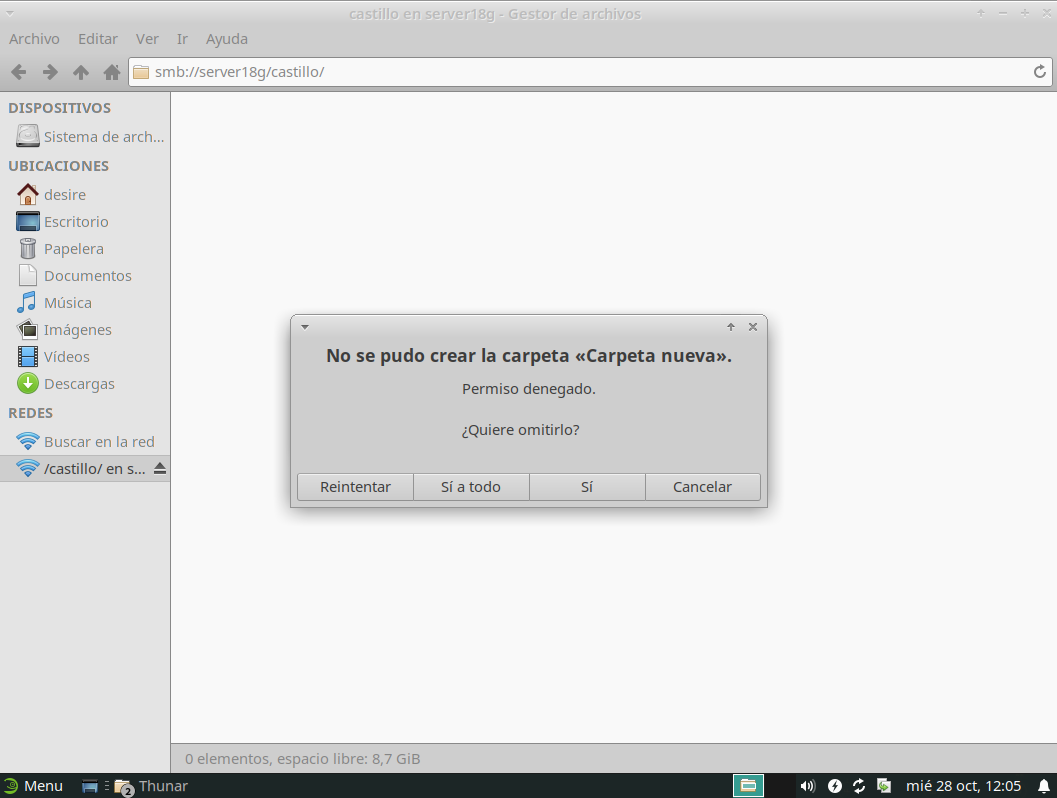 castillo en server18g - Gestor de archivos
Archivo Editar Ver Ir Ayuda
smb://server18g/castillo/
DISPOSITIVOS
Sistema de arch...
UBICACIONES
desire
Escritorio
Papelera
Documentos
Música
Imágenes
Vídeos
Descargas
REDES
Buscar en la red
/castillo/ en s...
No se pudo crear la carpeta «Carpeta nueva».
Permiso denegado.
¿Quiere omitirlo?
Reintentar Sí a todo Sí Cancelar
0 elementos, espacio libre: 8,7 GiB
Menu 2 Thunar mié 28 oct, 12:05